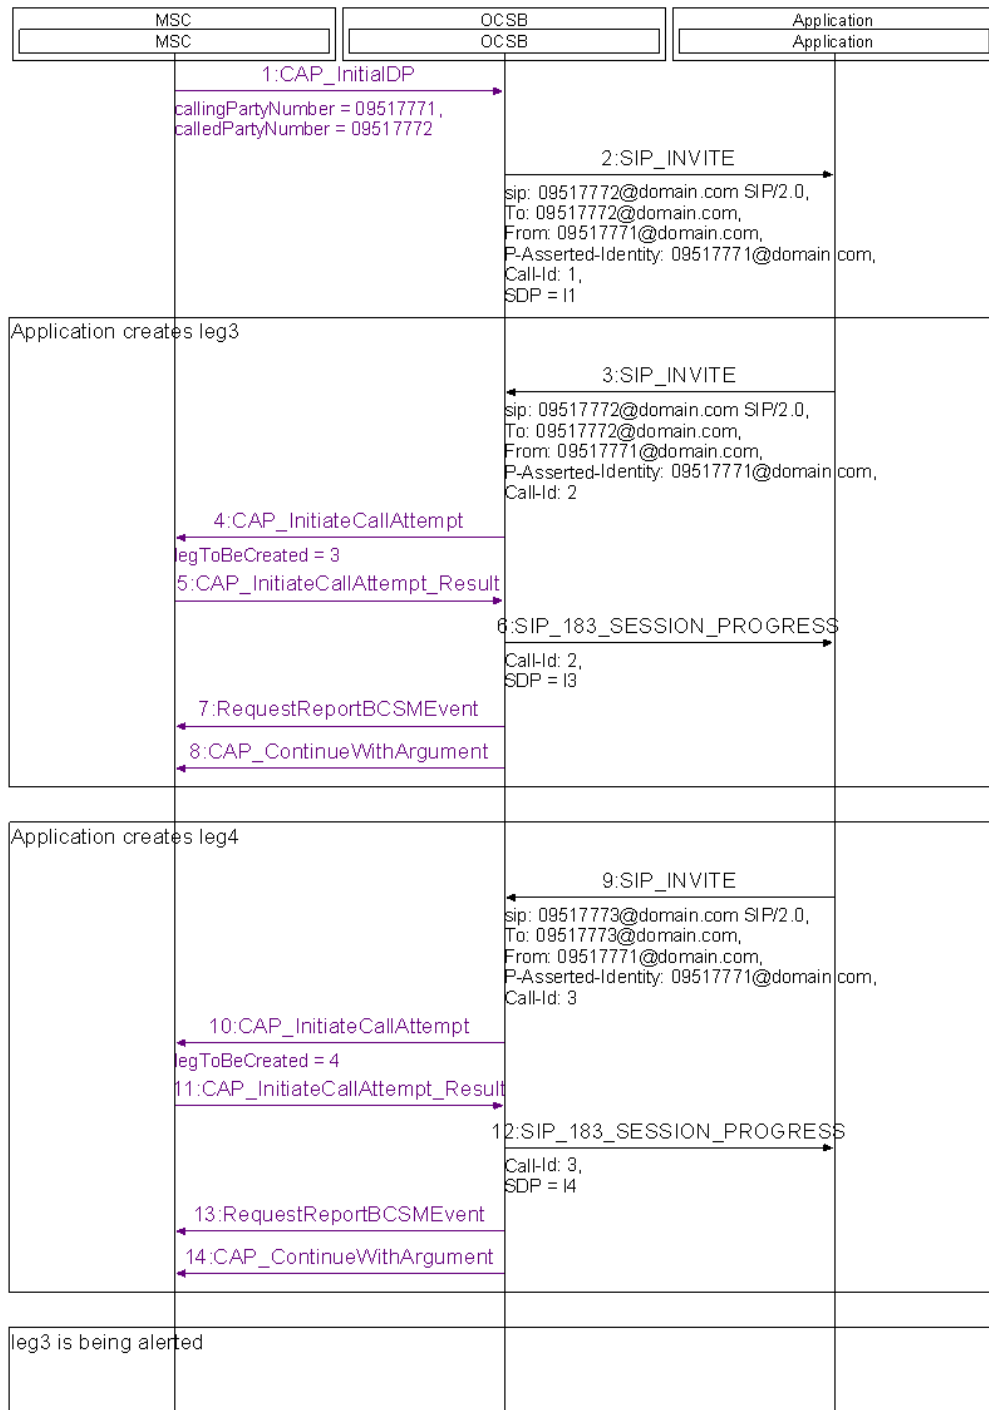 MSC
OCSB
Application
MSC
OCSB
Application
1:CAP_InitialDP
callingPartyNumber = 09517771,
calledPartyNumber = 09517772
2:SIP_INVITE
sip: 09517772@domain.com SIP/2.0,
To: 09517772@domain.com,
From: 09517771@domain.com,
P-Asserted-Identity: 09517771@domain.com,
Call-Id: 1,
SDP = l1
Application creates leg3
3:SIP_INVITE
sip: 09517772@domain.com SIP/2.0,
To: 09517772@domain.com,
From: 09517771@domain.com,
P-Asserted-Identity: 09517771@domain.com,
Call-Id: 2
4:CAP_InitiateCallAttempt
legToBeCreated = 3
5:CAP_InitiateCallAttempt_Result
6:SIP_183_SESSION_PROGRESS
Call-Id: 2,
SDP = l3
7:RequestReportBCSMEvent
8:CAP_ContinueWithArgument
Application creates leg4
9:SIP_INVITE
sip: 09517773@domain.com SIP/2.0,
To: 09517773@domain.com,
From: 09517771@domain.com,
P-Asserted-Identity: 09517771@domain.com,
Call-Id: 3
10:CAP_InitiateCallAttempt
legToBeCreated = 4
11:CAP_InitiateCallAttempt_Result
12:SIP_183_SESSION_PROGRESS
Call-Id: 3,
SDP = l4
13:RequestReportBCSMEvent
14:CAP_ContinueWithArgument
leg3 is being alerted